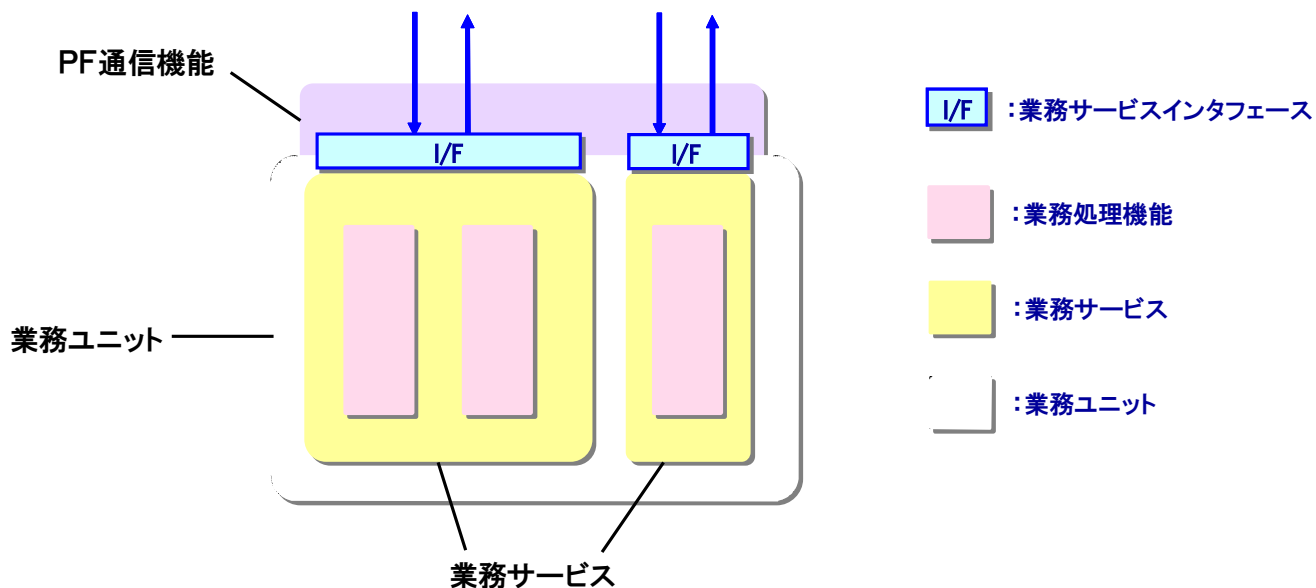 PF通信機能
I/F
I/F
業務ユニット
業務サービス
I/F :業務サービスインタフェース
:業務処理機能
:業務サービス
:業務ユニット